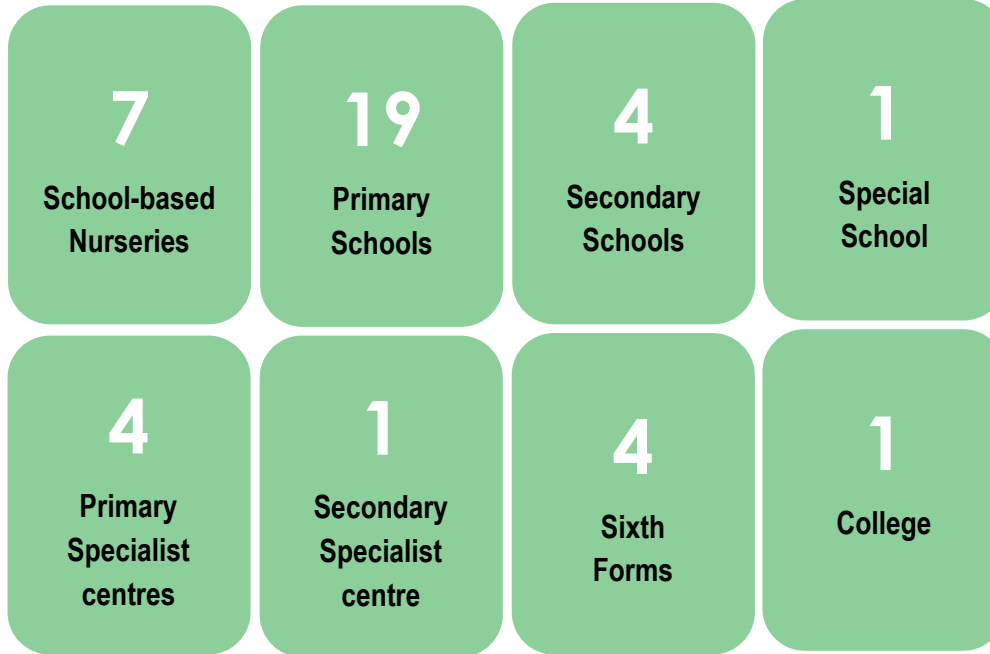 7
School-based
Nurseries
19
Primary
Schools
4
Secondary
Schools
1
Special
School
4
Primary
Specialist
centres
1
Secondary
Specialist
centre
4
Sixth
Forms
1
College